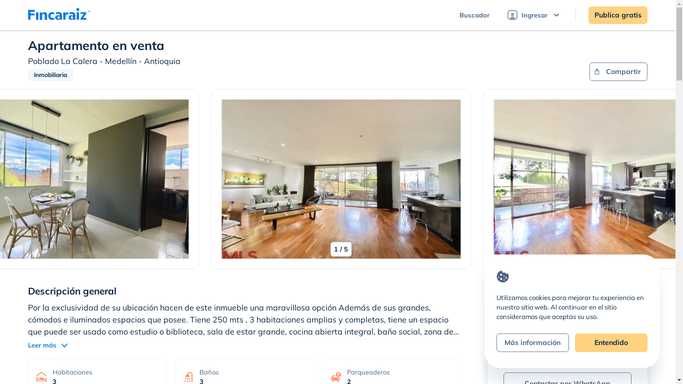 Fincaraiz
Buscador
Ingresar
Publica gratis
Apartamento en venta
Poblado La Calera - Medellín - Antioquia
Inmobiliaria
Compartir
1 / 5
MLS
MLS
Descripción general
Por la exclusividad de su ubicación hacen de este inmueble una maravillosa opción Además de sus grandes,
cómodos e iluminados espacios que posee. Tiene 250 mts , 3 habitaciones amplias y completas, tiene un espacio
que puede ser usado como estudio o biblioteca, sala de estar grande, cocina abierta integral, baño social, zona de...
Leer más
Habitaciones
3
Baños
3
Parqueaderos
2
Utilizamos cookies para mejorar tu experiencia en
nuestro sitio web. Al continuar en el sitio
consideramos que aceptas su uso.
Más información
Entendido
Contactar por WhatsApp